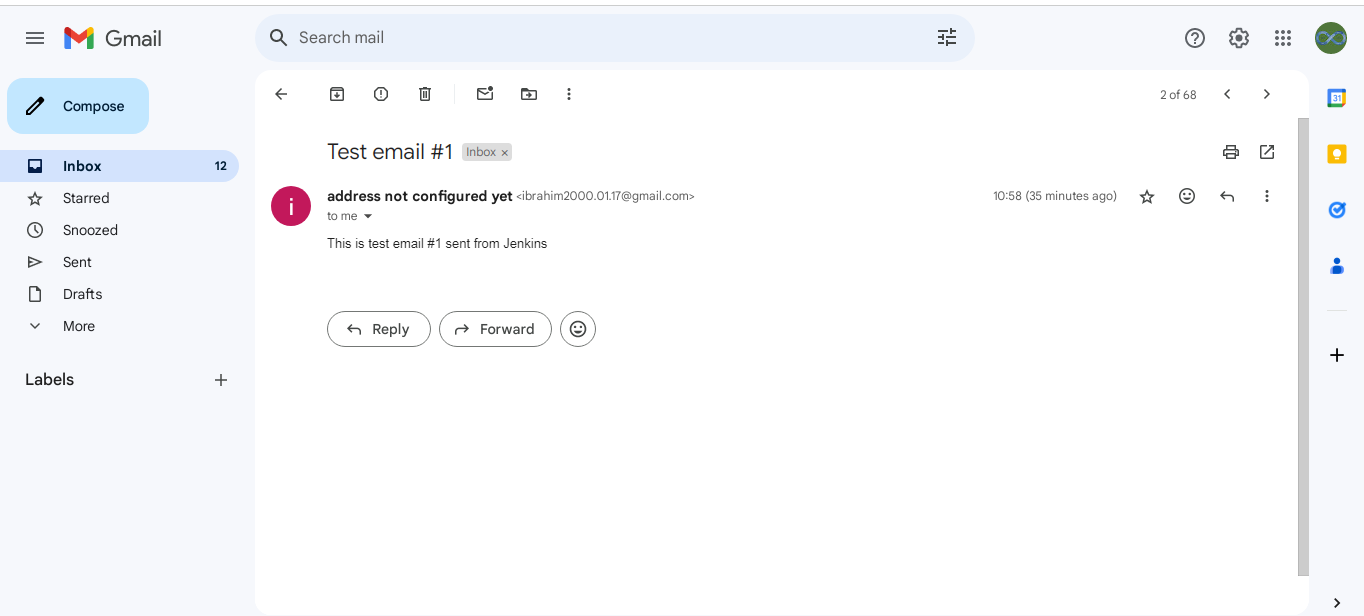 Gmail
Search mail
Compose
2 of 68
31
Inbox 12
Starred
Snoozed
Sent
Drafts
More
Labels
Test email #1 Inbox ×
i
address not configured yet <ibrahim2000.01.17@gmail.com> 10:58 (35 minutes ago)
to me
This is test email #1 sent from Jenkins
Reply Forward